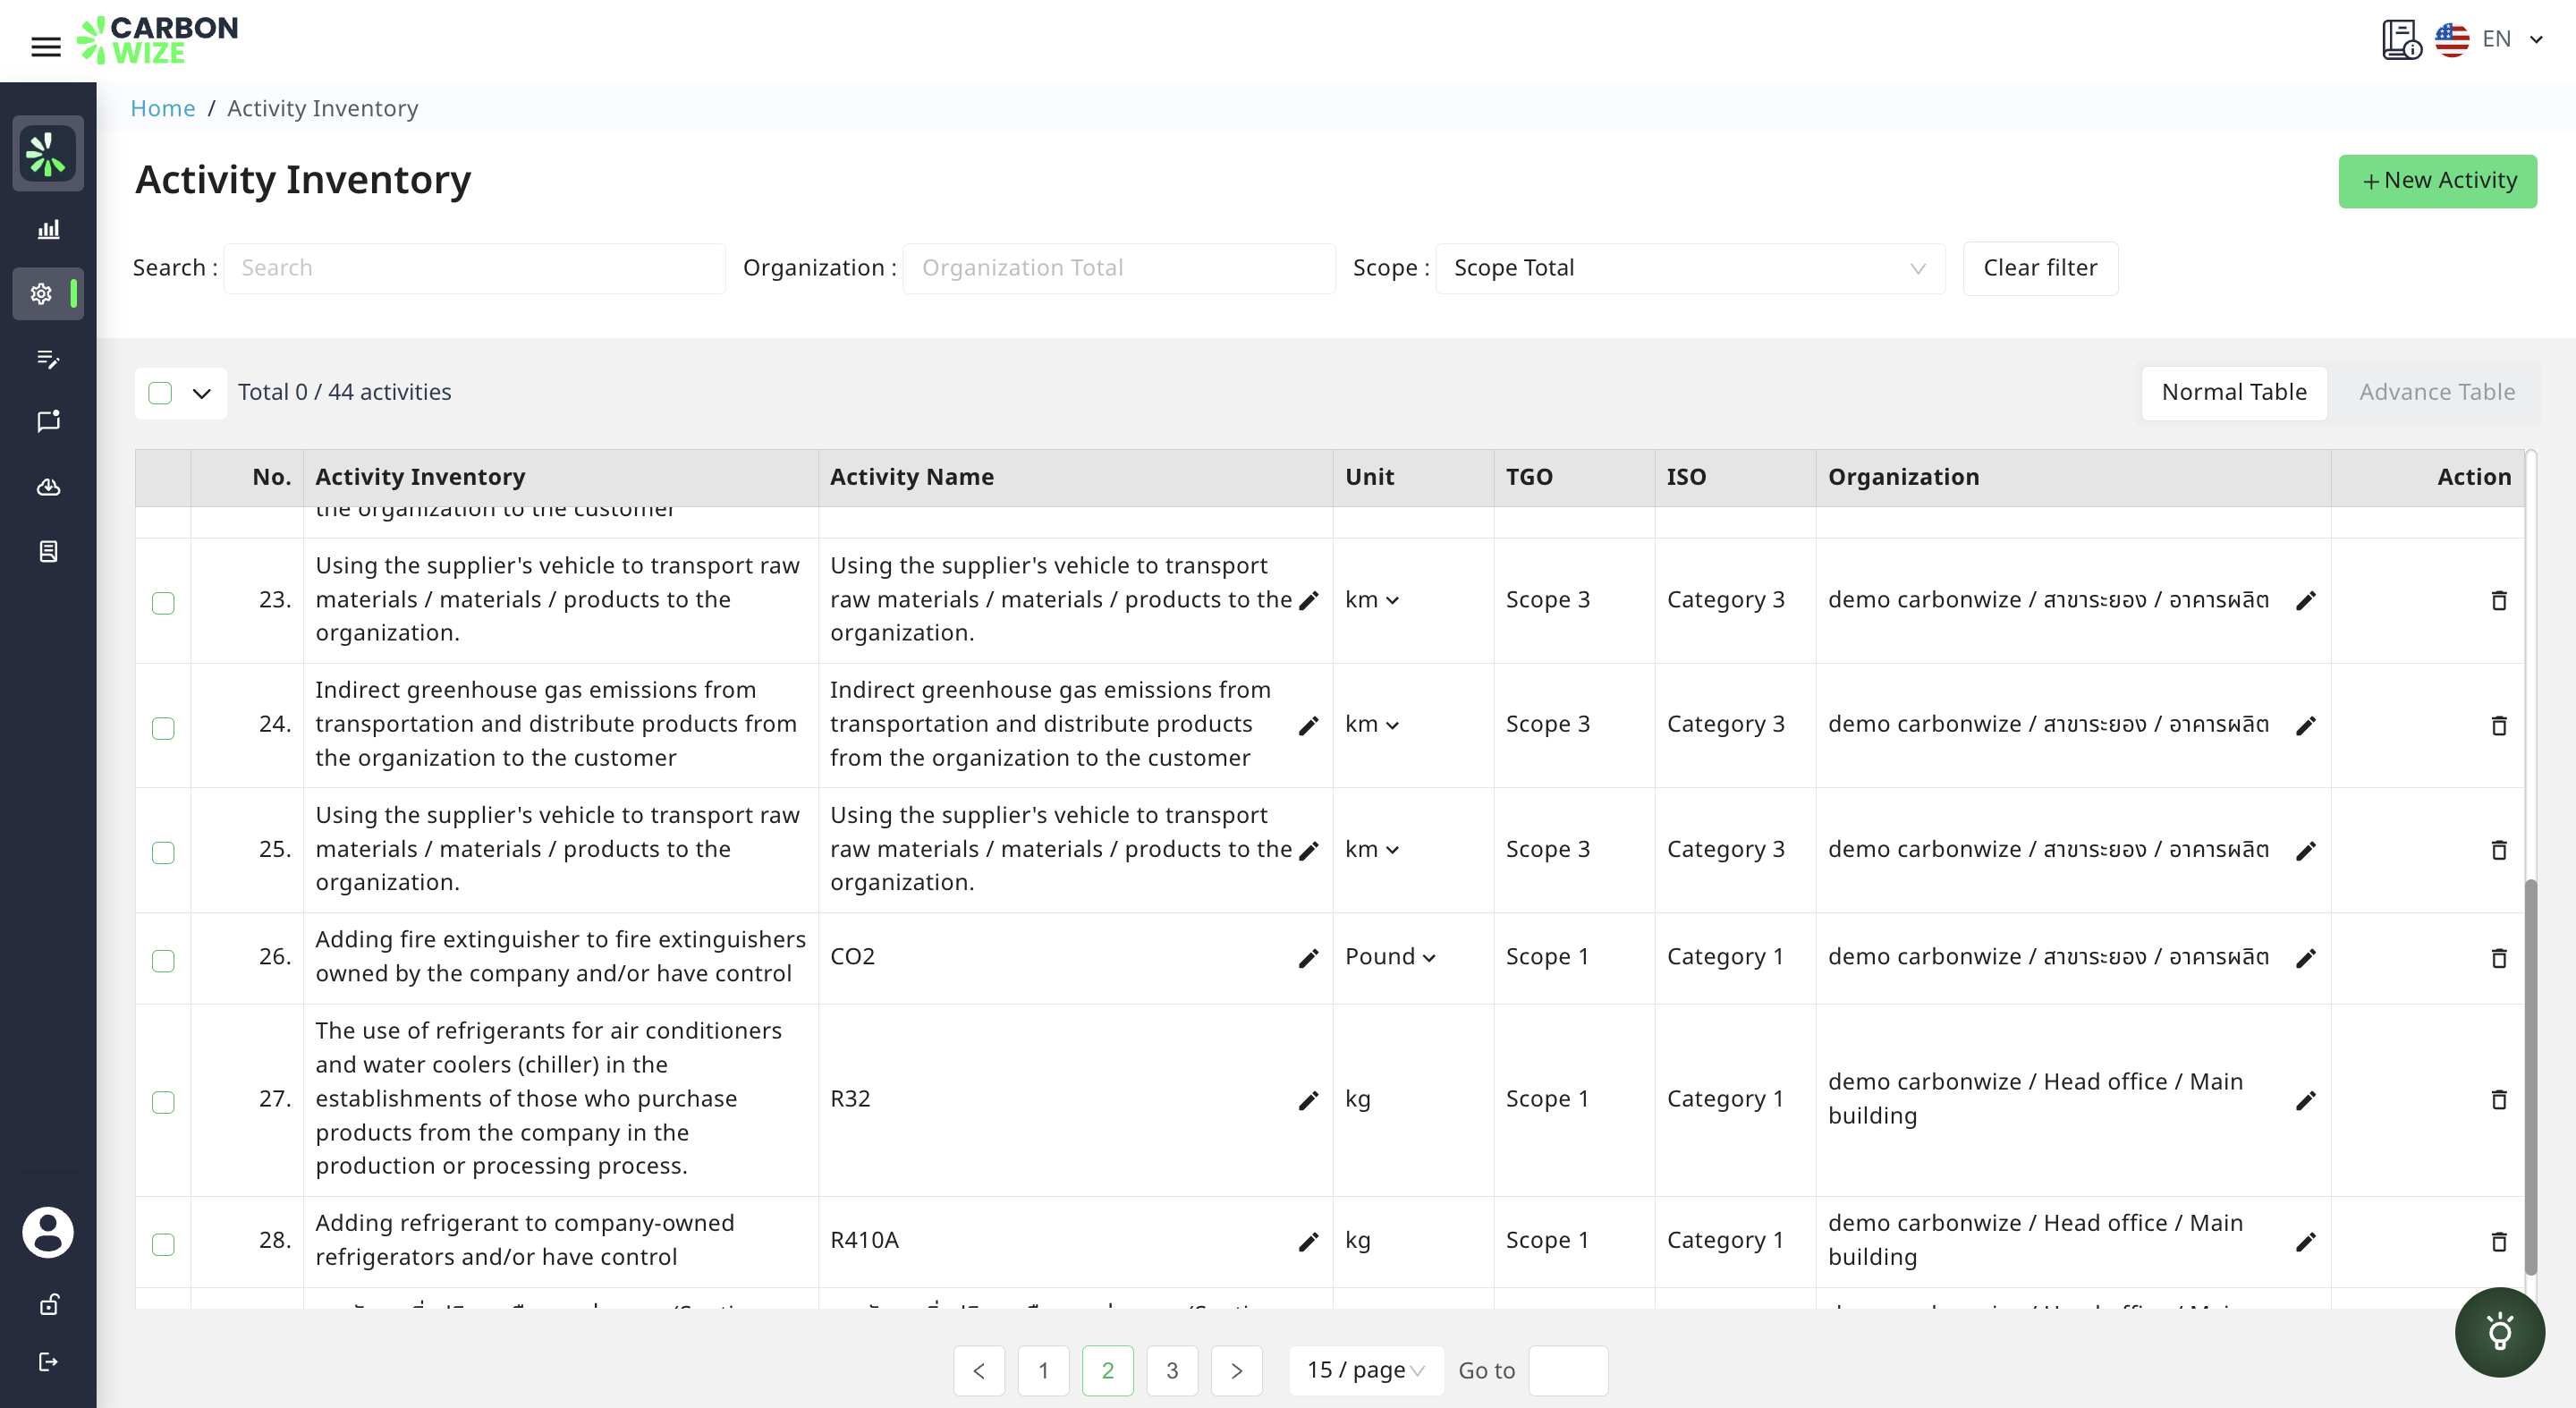 CARBON
WIZE
EN
Home / Activity Inventory
Activity Inventory
+ New Activity
Search : Search
Organization : Organization Total
Scope : Scope Total
Clear filter
Total 0 / 44 activities
Normal Table
Advance Table
No. Activity Inventory Activity Name Unit TGO ISO Organization Action
the organization to the customer
23.
Using the supplier's vehicle to transport raw
materials / materials / products to the
organization.
Using the supplier's vehicle to transport
raw materials / materials / products to the
organization.
km
Scope 3
Category 3
demo carbonwize / สาขาระยอง / อาคารผลิต
24.
Indirect greenhouse gas emissions from
transportation and distribute products from
the organization to the customer
Indirect greenhouse gas emissions from
transportation and distribute products
from the organization to the customer
km
Scope 3
Category 3
demo carbonwize / สาขาระยอง / อาคารผลิต
25.
Using the supplier's vehicle to transport raw
materials / materials / products to the
organization.
Using the supplier's vehicle to transport
raw materials / materials / products to the
organization.
km
Scope 3
Category 3
demo carbonwize / สาขาระยอง / อาคารผลิต
26.
Adding fire extinguisher to fire extinguishers
owned by the company and/or have control
CO2
Pound
Scope 1
Category 1
demo carbonwize / สาขาระยอง / อาคารผลิต
27.
The use of refrigerants for air conditioners
and water coolers (chiller) in the
establishments of those who purchase
products from the company in the
production or processing process.
R32
kg
Scope 1
Category 1
demo carbonwize / Head office / Main
building
28.
Adding refrigerant to company-owned
refrigerators and/or have control
R410A
kg
Scope 1
Category 1
demo carbonwize / Head office / Main
building
demo carbonwize / Head office / Main
< 1 2 3 >
15 / page
Go to